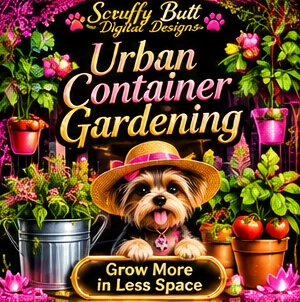 Scruffy Butt
Digital Designs
Urban
Container
Gardening
Grow More
in Less Space